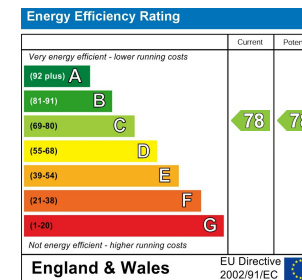 Energy Efficiency Rating
Current
Very energy efficient - lower running costs
(92 plus) A
(81-91) B
(69-80) C
78
(55-68) D
(39-54) E
(21-38) F
(1-20) G
Not energy efficient - higher running costs
England & Wales
EU Directive
2002/91/EC